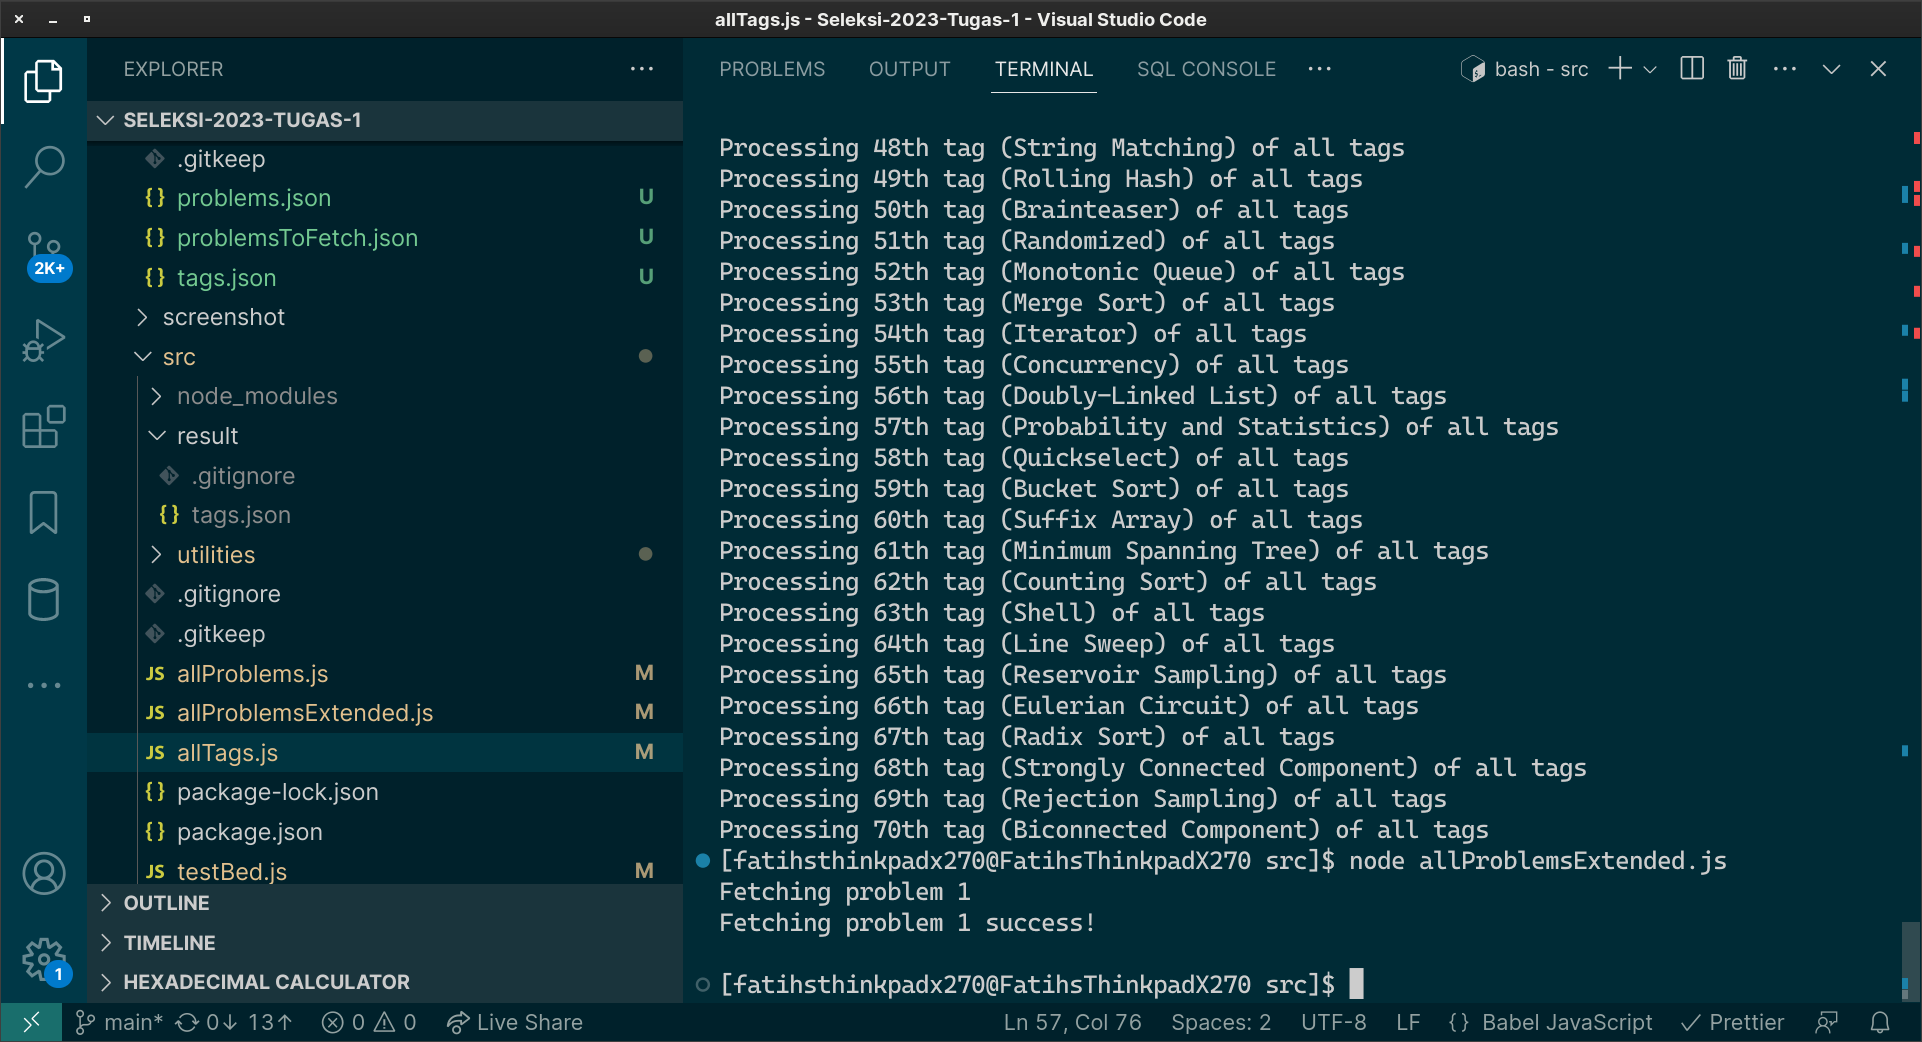 allTags.js - Seleksi-2023-Tugas-1 - Visual Studio Code
EXPLORER
SELEKSI-2023-TUGAS-1
.gitkeep
problems.json U
problemsToFetch.json U
tags.json U
screenshot
src
node_modules
result
.gitignore
tags.json
utilities
.gitignore
.gitkeep
JS allProblems.js M
JS allProblemsExtended.js M
JS allTags.js M
package-lock.json
package.json
JS testBed.js M
OUTLINE
TIMELINE
HEXADECIMAL CALCULATOR
2K+
1
PROBLEMS OUTPUT TERMINAL SQL CONSOLE bash - src
Processing 48th tag (String Matching) of all tags
Processing 49th tag (Rolling Hash) of all tags
Processing 50th tag (Brainteaser) of all tags
Processing 51th tag (Randomized) of all tags
Processing 52th tag (Monotonic Queue) of all tags
Processing 53th tag (Merge Sort) of all tags
Processing 54th tag (Iterator) of all tags
Processing 55th tag (Concurrency) of all tags
Processing 56th tag (Doubly-Linked List) of all tags
Processing 57th tag (Probability and Statistics) of all tags
Processing 58th tag (Quickselect) of all tags
Processing 59th tag (Bucket Sort) of all tags
Processing 60th tag (Suffix Array) of all tags
Processing 61th tag (Minimum Spanning Tree) of all tags
Processing 62th tag (Counting Sort) of all tags
Processing 63th tag (Shell) of all tags
Processing 64th tag (Line Sweep) of all tags
Processing 65th tag (Reservoir Sampling) of all tags
Processing 66th tag (Eulerian Circuit) of all tags
Processing 67th tag (Radix Sort) of all tags
Processing 68th tag (Strongly Connected Component) of all tags
Processing 69th tag (Rejection Sampling) of all tags
Processing 70th tag (Biconnected Component) of all tags
[fatihsthinkpadx270@FatihsThinkpadX270 src]$ node allProblemsExtended.js
Fetching problem 1
Fetching problem 1 success!
[fatihsthinkpadx270@FatihsThinkpadX270 src]$
main* 0↓ 13↑ 0 0 Live Share Ln 57, Col 76 Spaces: 2 UTF-8 LF {} Babel JavaScript Prettier